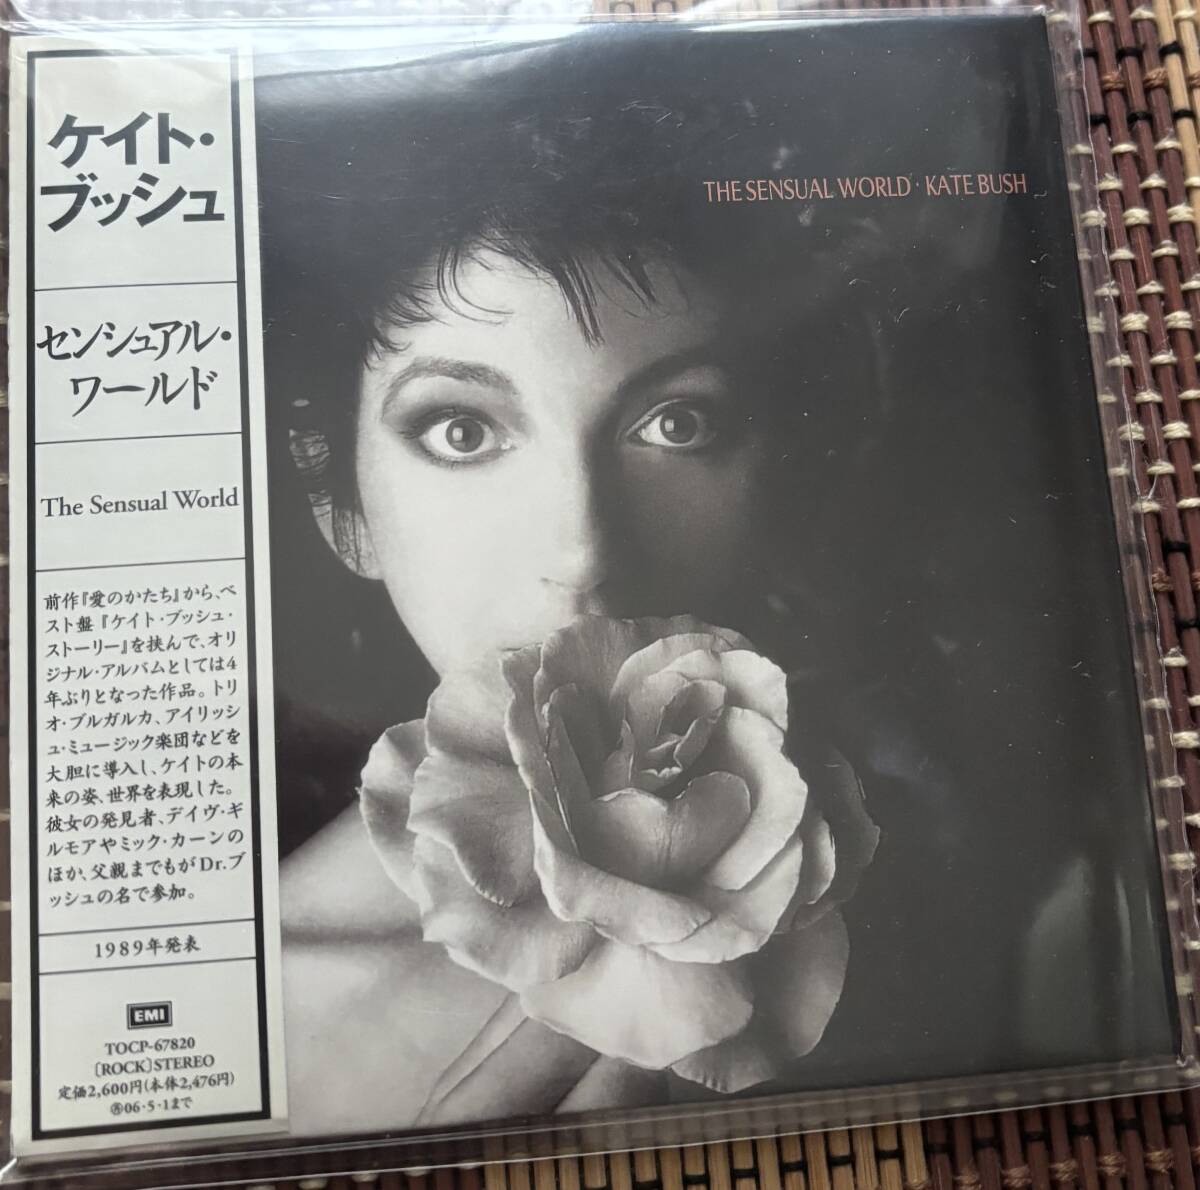 ケイト・
ブッシュ
センシュアル・
ワールド
The Sensual World
前作『愛のかたち』から、ベ
スト盤『ケイト・ブッシュ・
ストーリー』を挟んで、オリ
ジナル・アルバムとしては4
年ぶりとなった作品。トリ
オ・ブルガルカ、アイリッシ
ュ・ミュージック楽団などを
大胆に導入し、ケイトの本
来の姿、世界を表現した。
彼女の発見者、デイヴ・ギ
ルモアやミック・カーンの
ほか、父親までもがDr.ブ
ッシュの名で参加。
1989年発表
EMI
TOCP-67820
〔ROCK〕STEREO
定価2,600円(本体2,476円)
Ⓐ06・5・1まで
THE SENSUAL WORLD · KATE BUSH